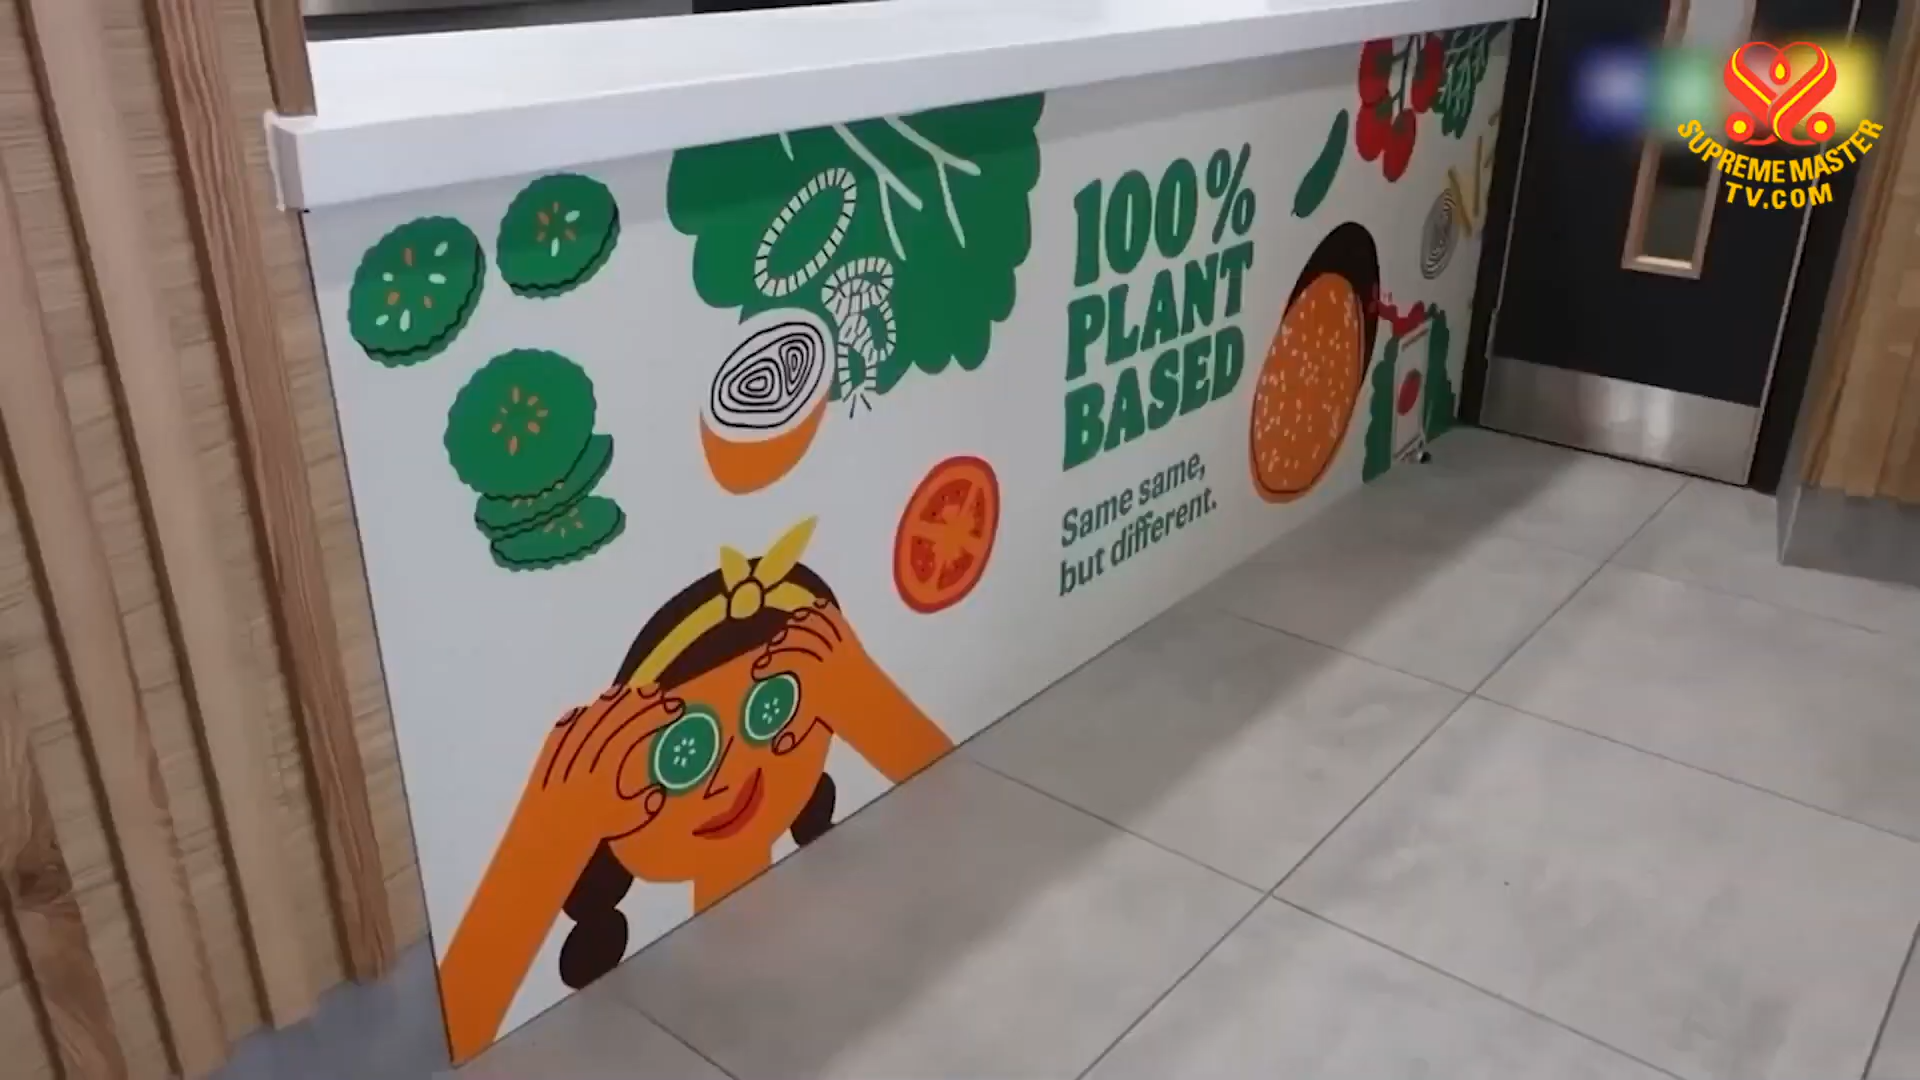 100%
PLANT
BASED
Same same,
but different.
SUPREME MASTER
TV.COM